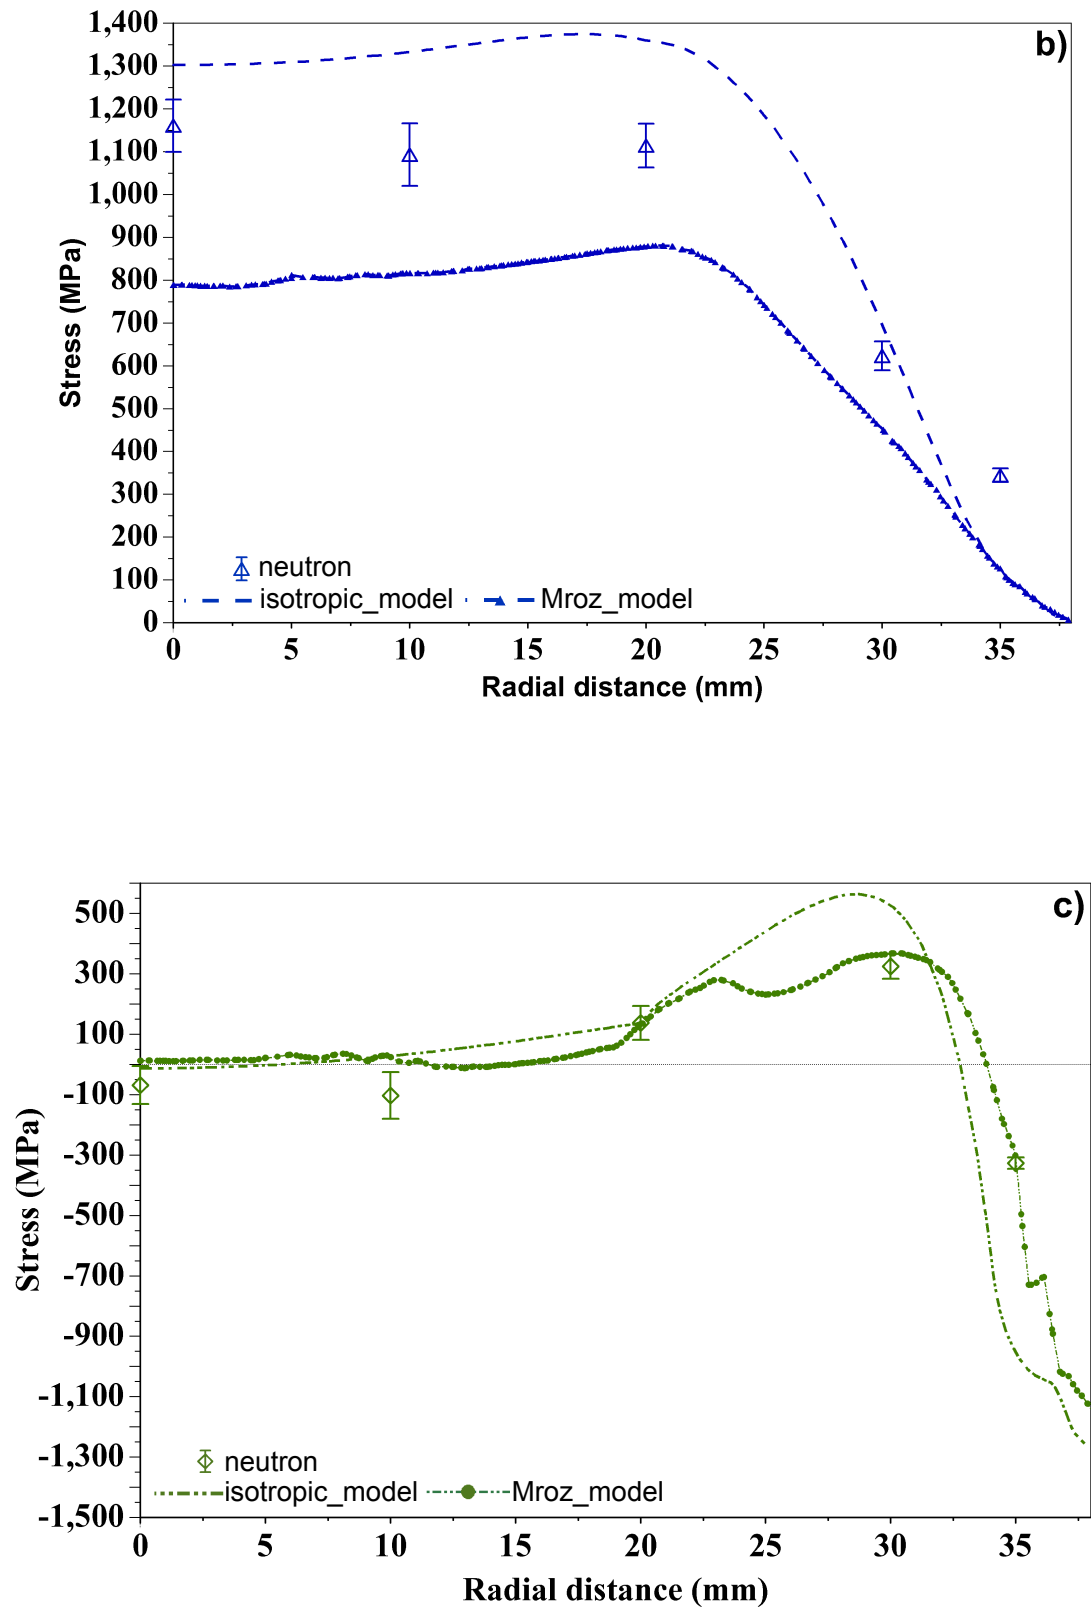 b)
1,400
1,300
1,200
1,100
1,000
900
800
700
600
500
400
300
200
100
0
Stress (MPa)
neutron
isotropic_model Mroz_model
0 5 10 15 20 25 30 35
Radial distance (mm)
c)
500
300
100
-100
-300
-500
-700
-900
-1,100
-1,300
-1,500
Stress (MPa)
neutron
isotropic_model Mroz_model
0 5 10 15 20 25 30 35
Radial distance (mm)